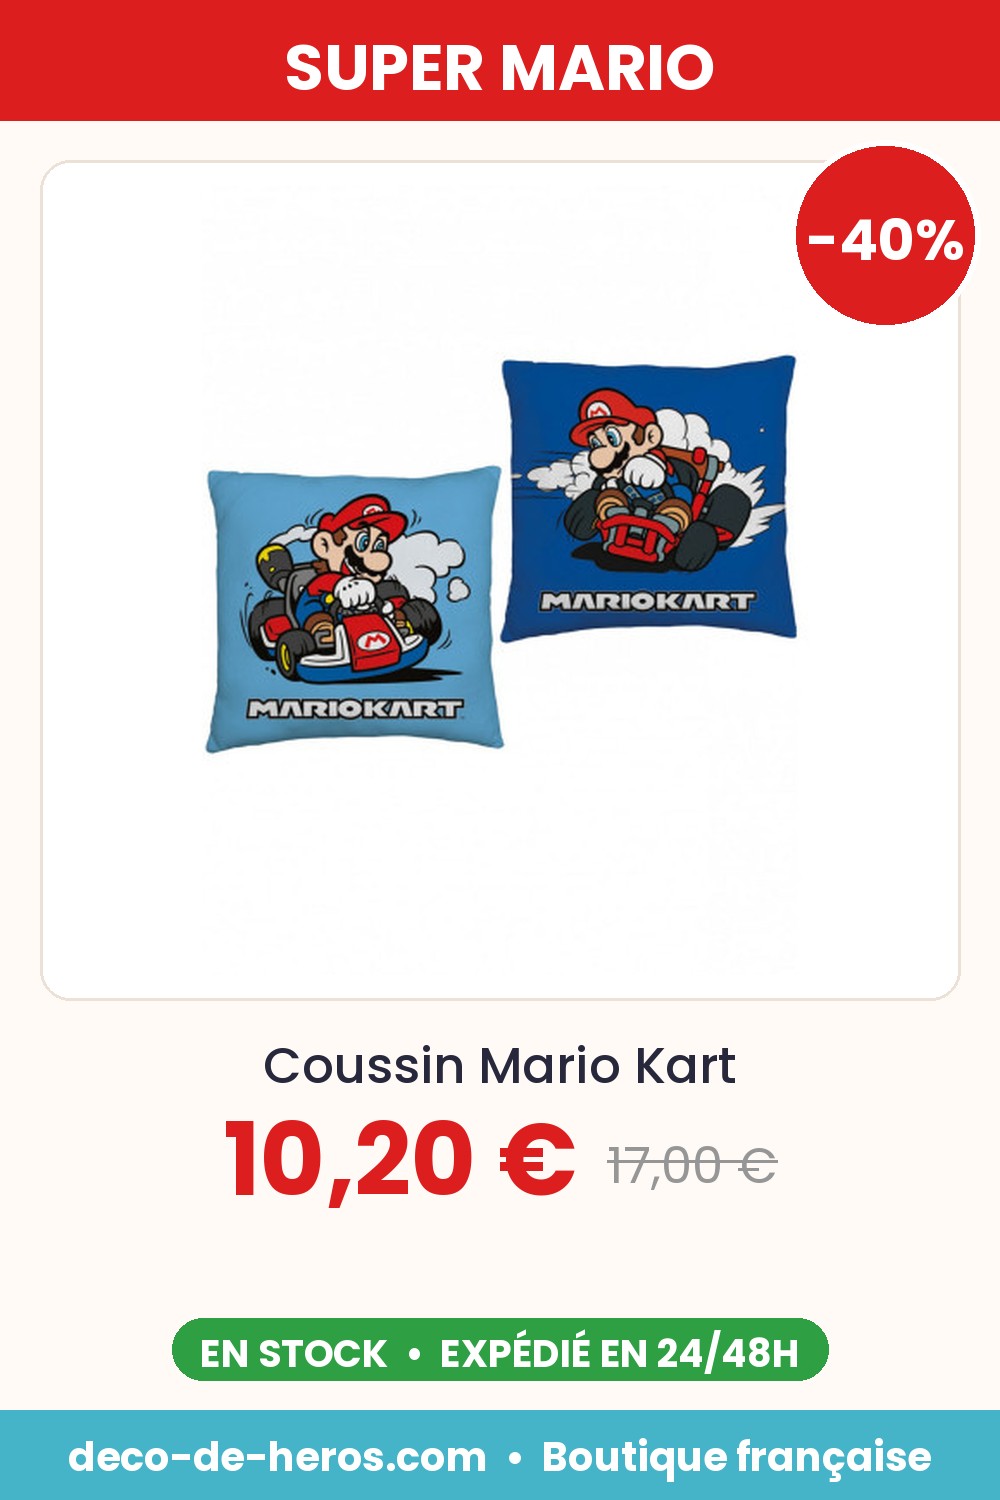 SUPER MARIO
-40%
MARIOKART
MARIOKART
Coussin Mario Kart
10,20 € 17,00 €
EN STOCK • EXPÉDIÉ EN 24/48H
deco-de-heros.com • Boutique française